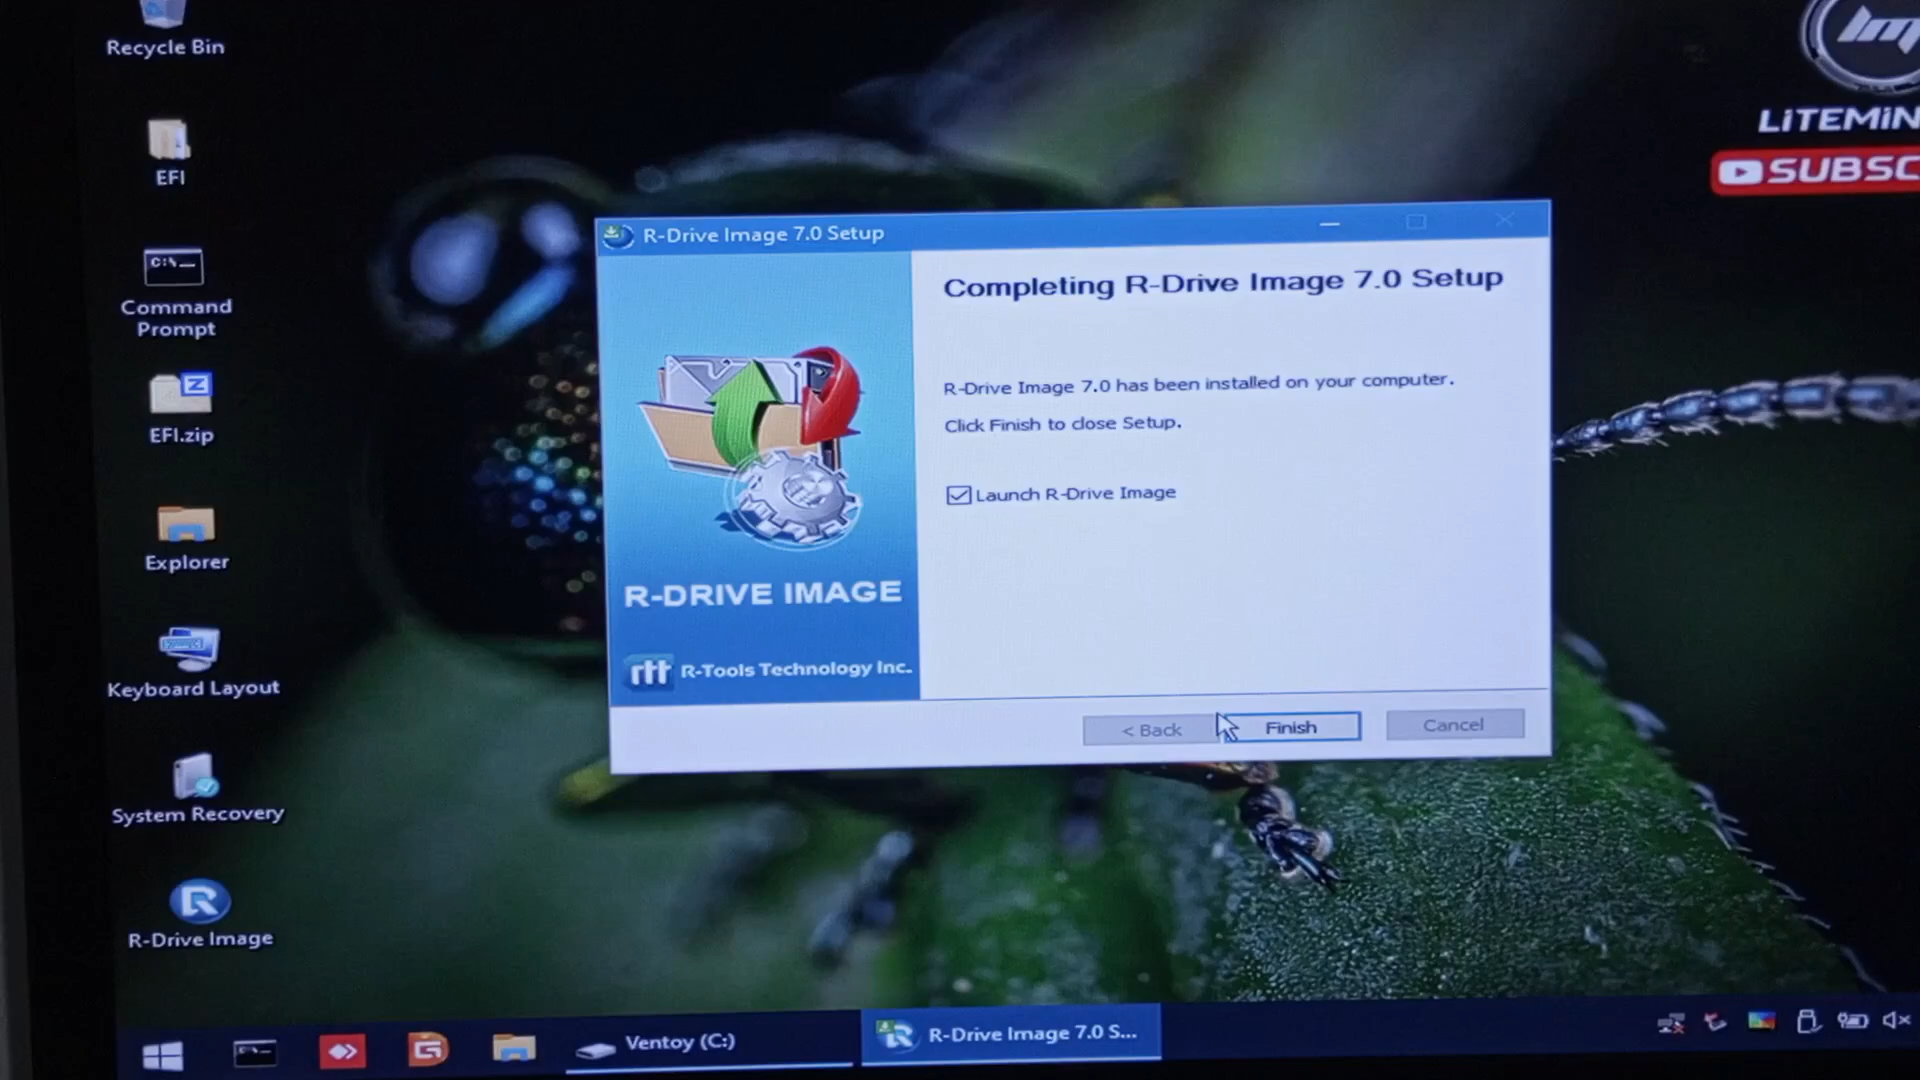 Recycle Bin
EFI
C:\
Command
Prompt
Z
EFI.zip
Explorer
Keyboard Layout
System Recovery
R
R-Drive Image
R-Drive Image 7.0 Setup
R-DRIVE IMAGE
rtt R-Tools Technology Inc.
Completing R-Drive Image 7.0 Setup
R-Drive Image 7.0 has been installed on your computer.
Click Finish to close Setup.
Launch R-Drive Image
< Back
Finish
Cancel
lm
LiTEMiN
SUBSC
Ventoy (C:)
R-Drive Image 7.0 S...